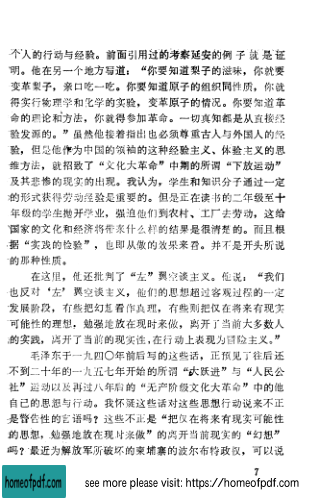 个人的行动与经验。前面引用过的考察延安的例子就是证
明。他在另一个地方写道：“你要知道梨子的滋味，你就要
变革梨子，亲口吃一吃。你要知道原子的组织同性质，你就
得实行物理学和化学的实验，变革原子的情况。你要知道革
命的理论和方法，你就得参加革命。一切真知都是从直接经
验发源的。”虽然他接着指出也必须尊重古人与外国人的经
验，但是他作为中国的领袖的这种经验主义、体验主义的思
维方法，就招致了“文化大革命”中期的所谓“下放运动”
及其悲惨的现实的出现。我认为，学生和知识分子通过一定
的形式获得劳动经验是重要的。但是正在读书的二年级至十
年级的学生抛开学业，强迫他们到农村、工厂去劳动，这给
国家的文化和经济将带来什么样的结果是很清楚的。而且根
据“实践的检验”，也即从做的效果来看。并不是开头所说
的那种性质。
在这里，他还批判了“左”翼空谈主义。他说：“我们
也反对‘左’翼空谈主义，他们的思想超过客观过程的一定
发展阶段，有些把幻想看作真理，有些则把仅在将来有现实
可能性的理想，勉强地放在现时来做，离开了当前大多数人
的实践，离开了当前的现实性，在行动上表现为冒险主义。”
毛泽东于一九四〇年前后写的这些话，正预见了往后还
不到二十年的一九五七年开始的所谓“大跃进”与“人民公
社”运动以及再过八年后的“无产阶级文化大革命”中的他
自己的思想与行动。我怀疑这些话对这些思想行动说来不正
是警告性的言语吗？这些不正是“把仅在将来有现实可能性
的思想，勉强地放在现时来做”的离开当前现实的“幻想”
吗？最近为解放军所破坏的柬埔寨的波尔布特政权，可以说
7
homeofpdf.com
see more please visit: https://homeofpdf.com